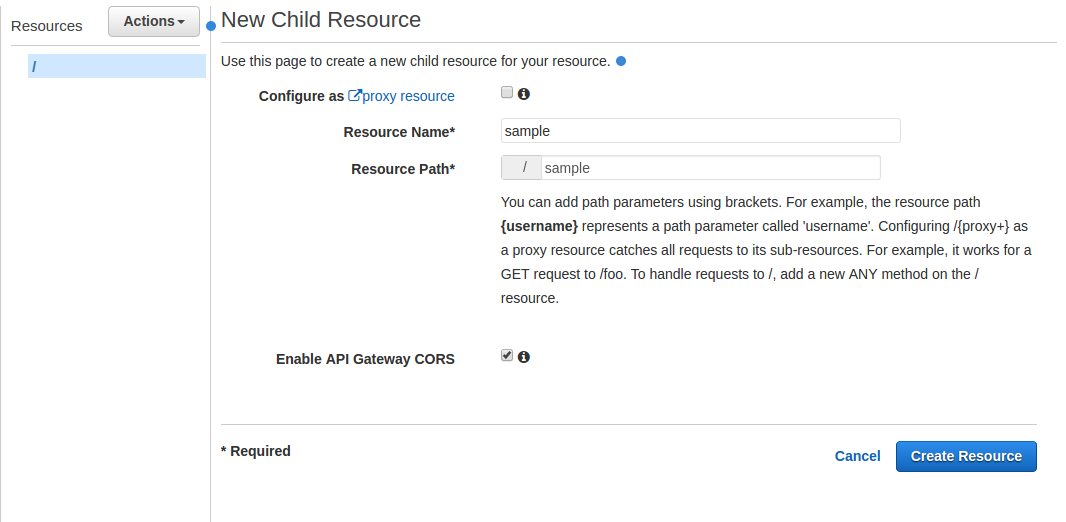 Resources
Actions
/
New Child Resource
Use this page to create a new child resource for your resource.
Configure as proxy resource
Resource Name*
sample
Resource Path*
/ sample
You can add path parameters using brackets. For example, the resource path
{username} represents a path parameter called 'username'. Configuring /{proxy+} as
a proxy resource catches all requests to its sub-resources. For example, it works for a
GET request to /foo. To handle requests to /, add a new ANY method on the /
resource.
Enable API Gateway CORS
* Required
Cancel
Create Resource